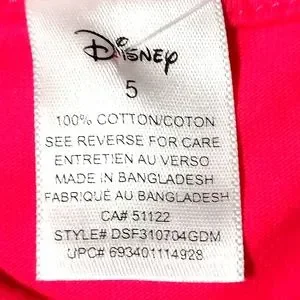 Disney
5
100% COTTON/COTON
SEE REVERSE FOR CARE
ENTRETIEN AU VERSO
MADE IN BANGLADESH
FABRIQUÉ AU BANGLADESH
CA# 51122
STYLE# DSF310704GDM
UPC# 693401114928